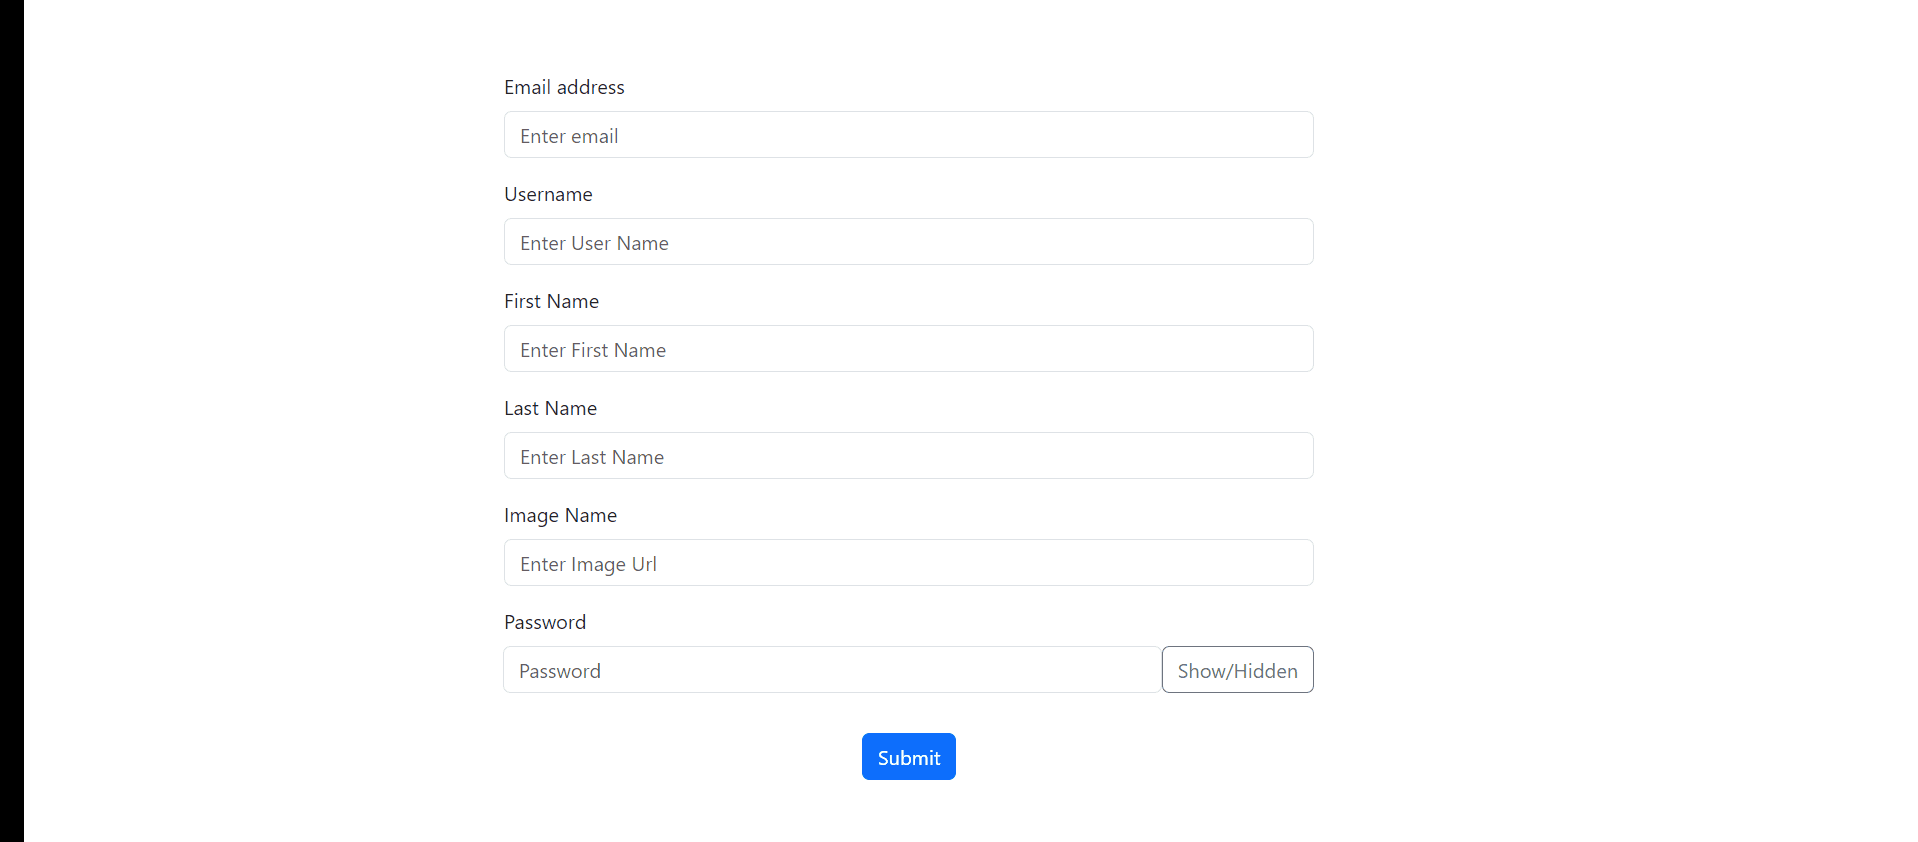 Email address
Enter email
Username
Enter User Name
First Name
Enter First Name
Last Name
Enter Last Name
Image Name
Enter Image Url
Password
Password Show/Hidden
Submit